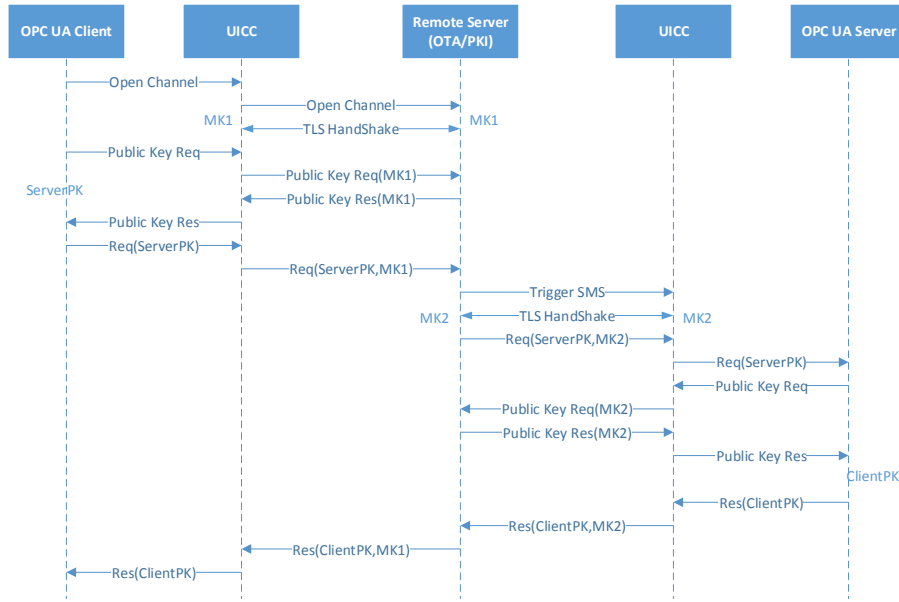 OPC UA Client
UICC
Remote Server
(OTA/PKI)
UICC
OPC UA Server
Open Channel
Open Channel
MK1
TLS HandShake
MK1
Public Key Req
Public Key Req(MK1)
ServerPK
Public Key Res(MK1)
Public Key Res
Req(ServerPK)
Req(ServerPK,MK1)
Trigger SMS
MK2
TLS HandShake
MK2
Req(ServerPK,MK2)
Req(ServerPK)
Public Key Req
Public Key Req(MK2)
Public Key Res(MK2)
Public Key Res
ClientPK
Res(ClientPK)
Res(ClientPK,MK2)
Res(ClientPK,MK1)
Res(ClientPK)